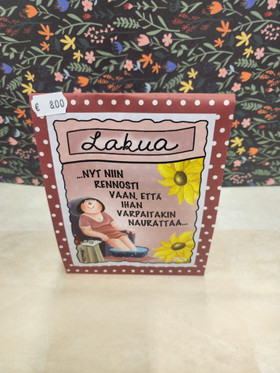 € 800
Lakua
...NYT NIIN
RENNOSTI
VAAN, ETTÄ
IHAN
VARPAITAKIN
NAURATTAA...